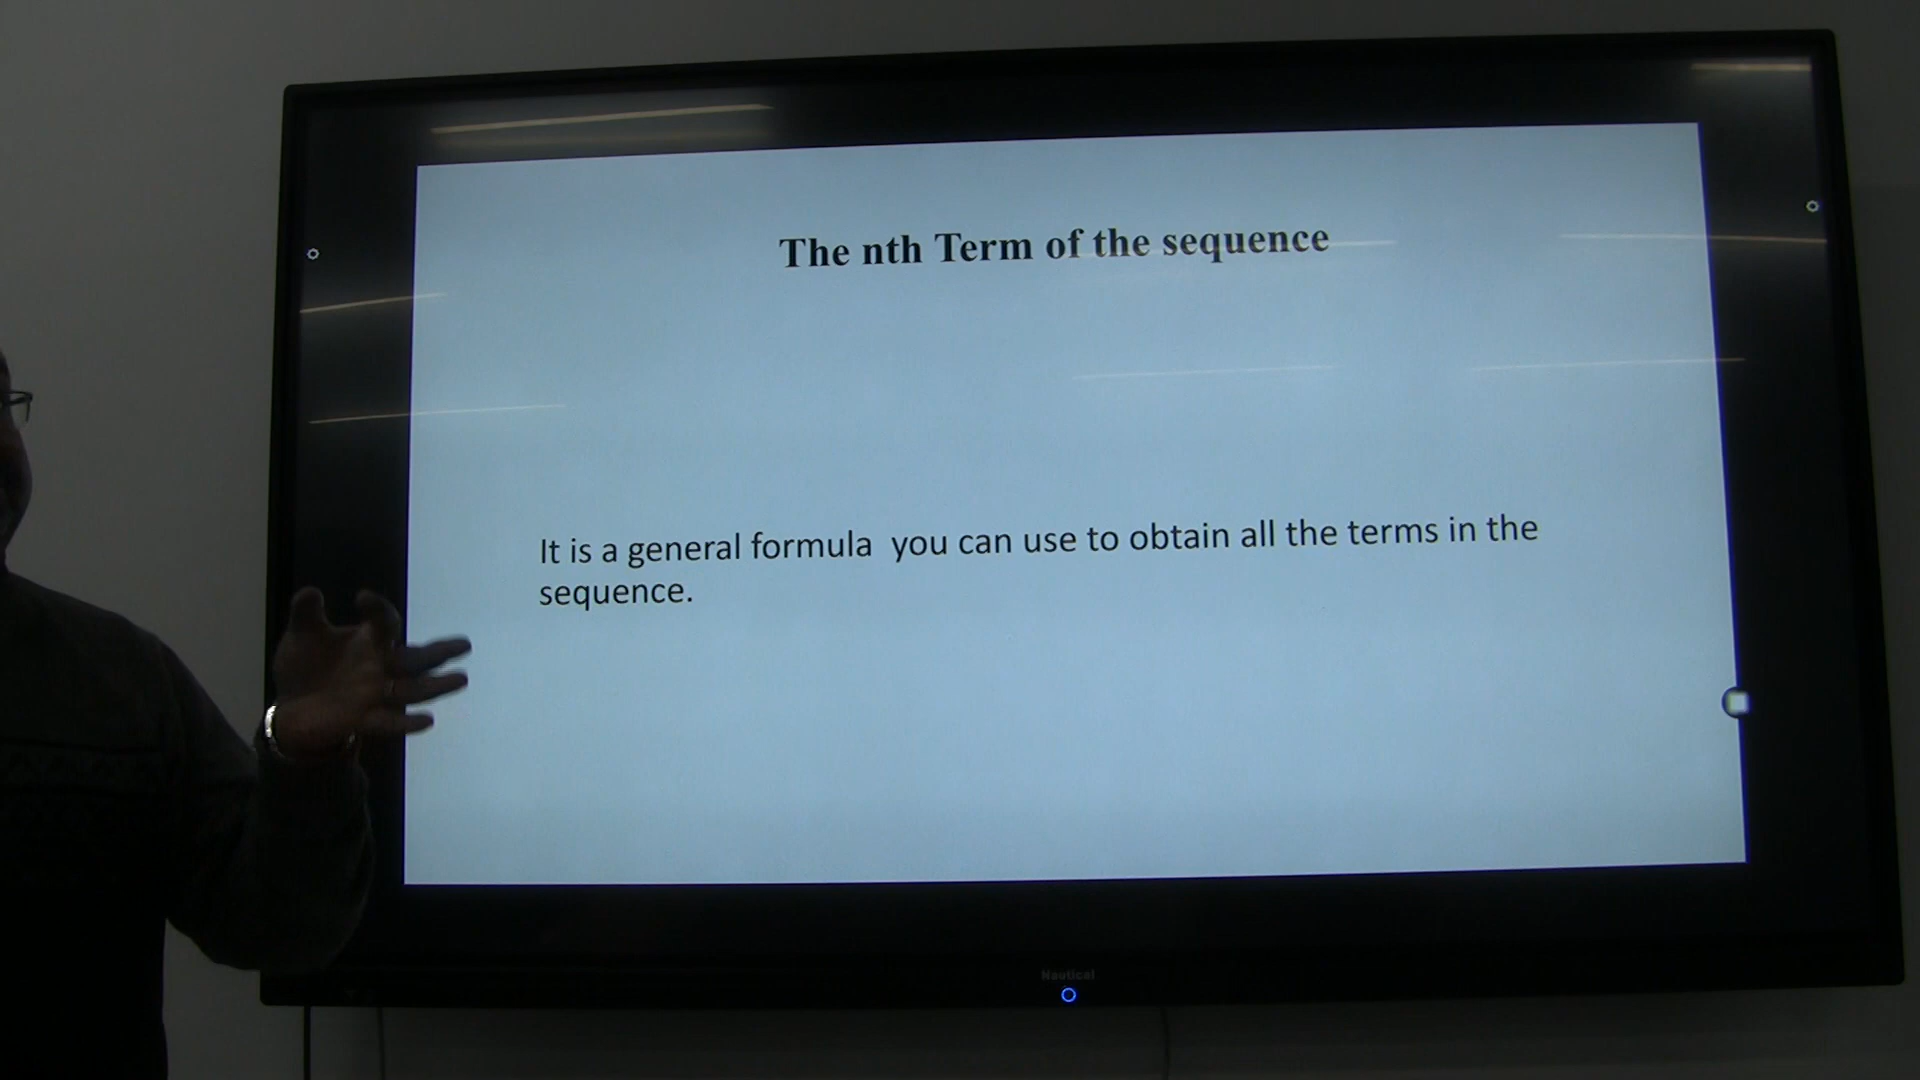 The nth Term of the sequence
It is a general formula  you can use to obtain all the terms in the
sequence.
Nautical